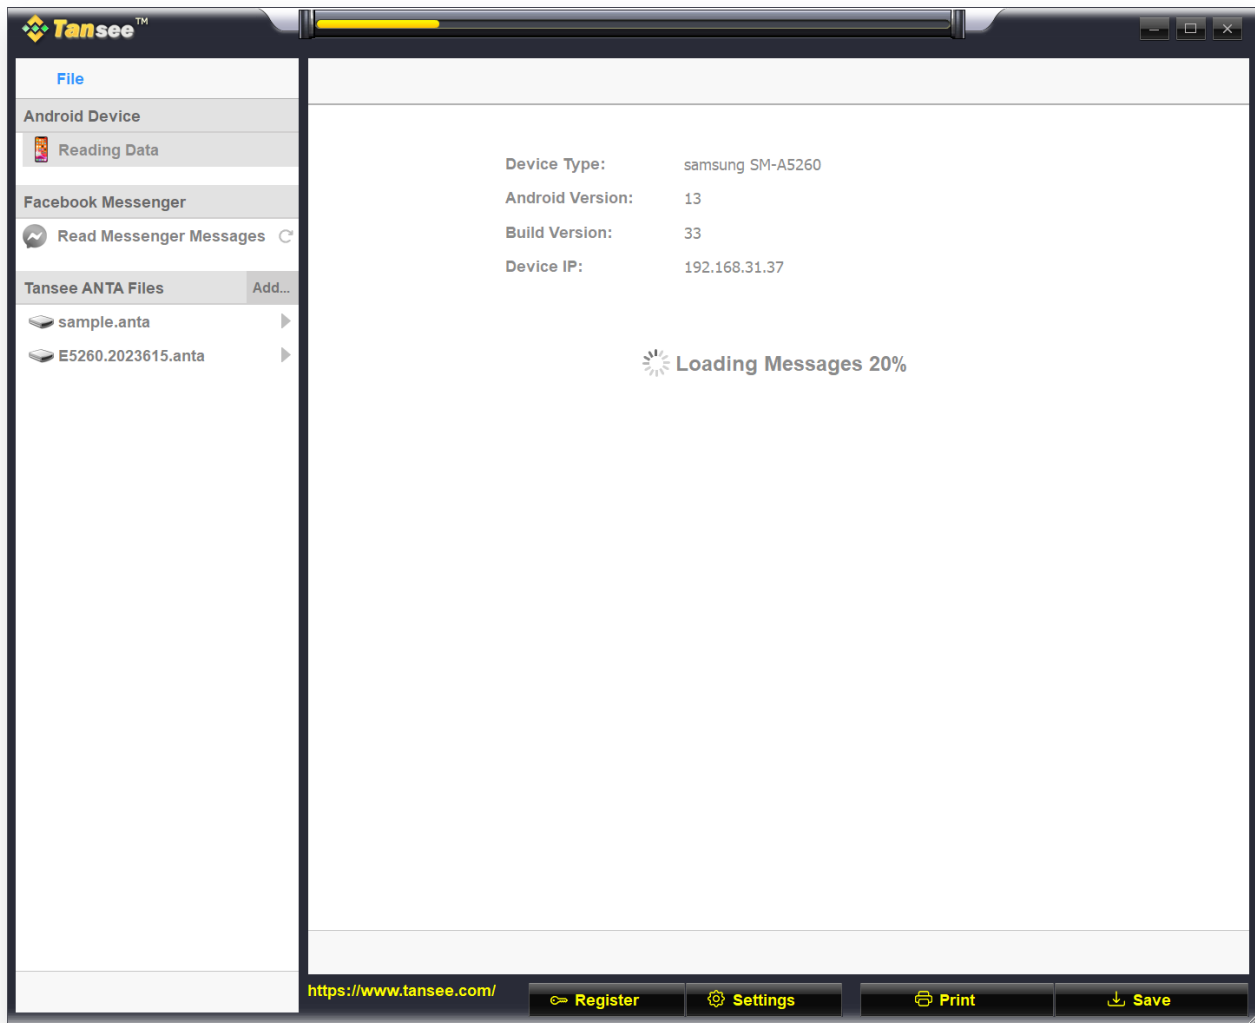 Tansee™
File
Android Device
Reading Data
Facebook Messenger
Read Messenger Messages
Tansee ANTA Files Add...
sample.anta
E5260.2023615.anta
Device Type: samsung SM-A5260
Android Version: 13
Build Version: 33
Device IP: 192.168.31.37
Loading Messages 20%
https://www.tansee.com/ Register Settings Print Save